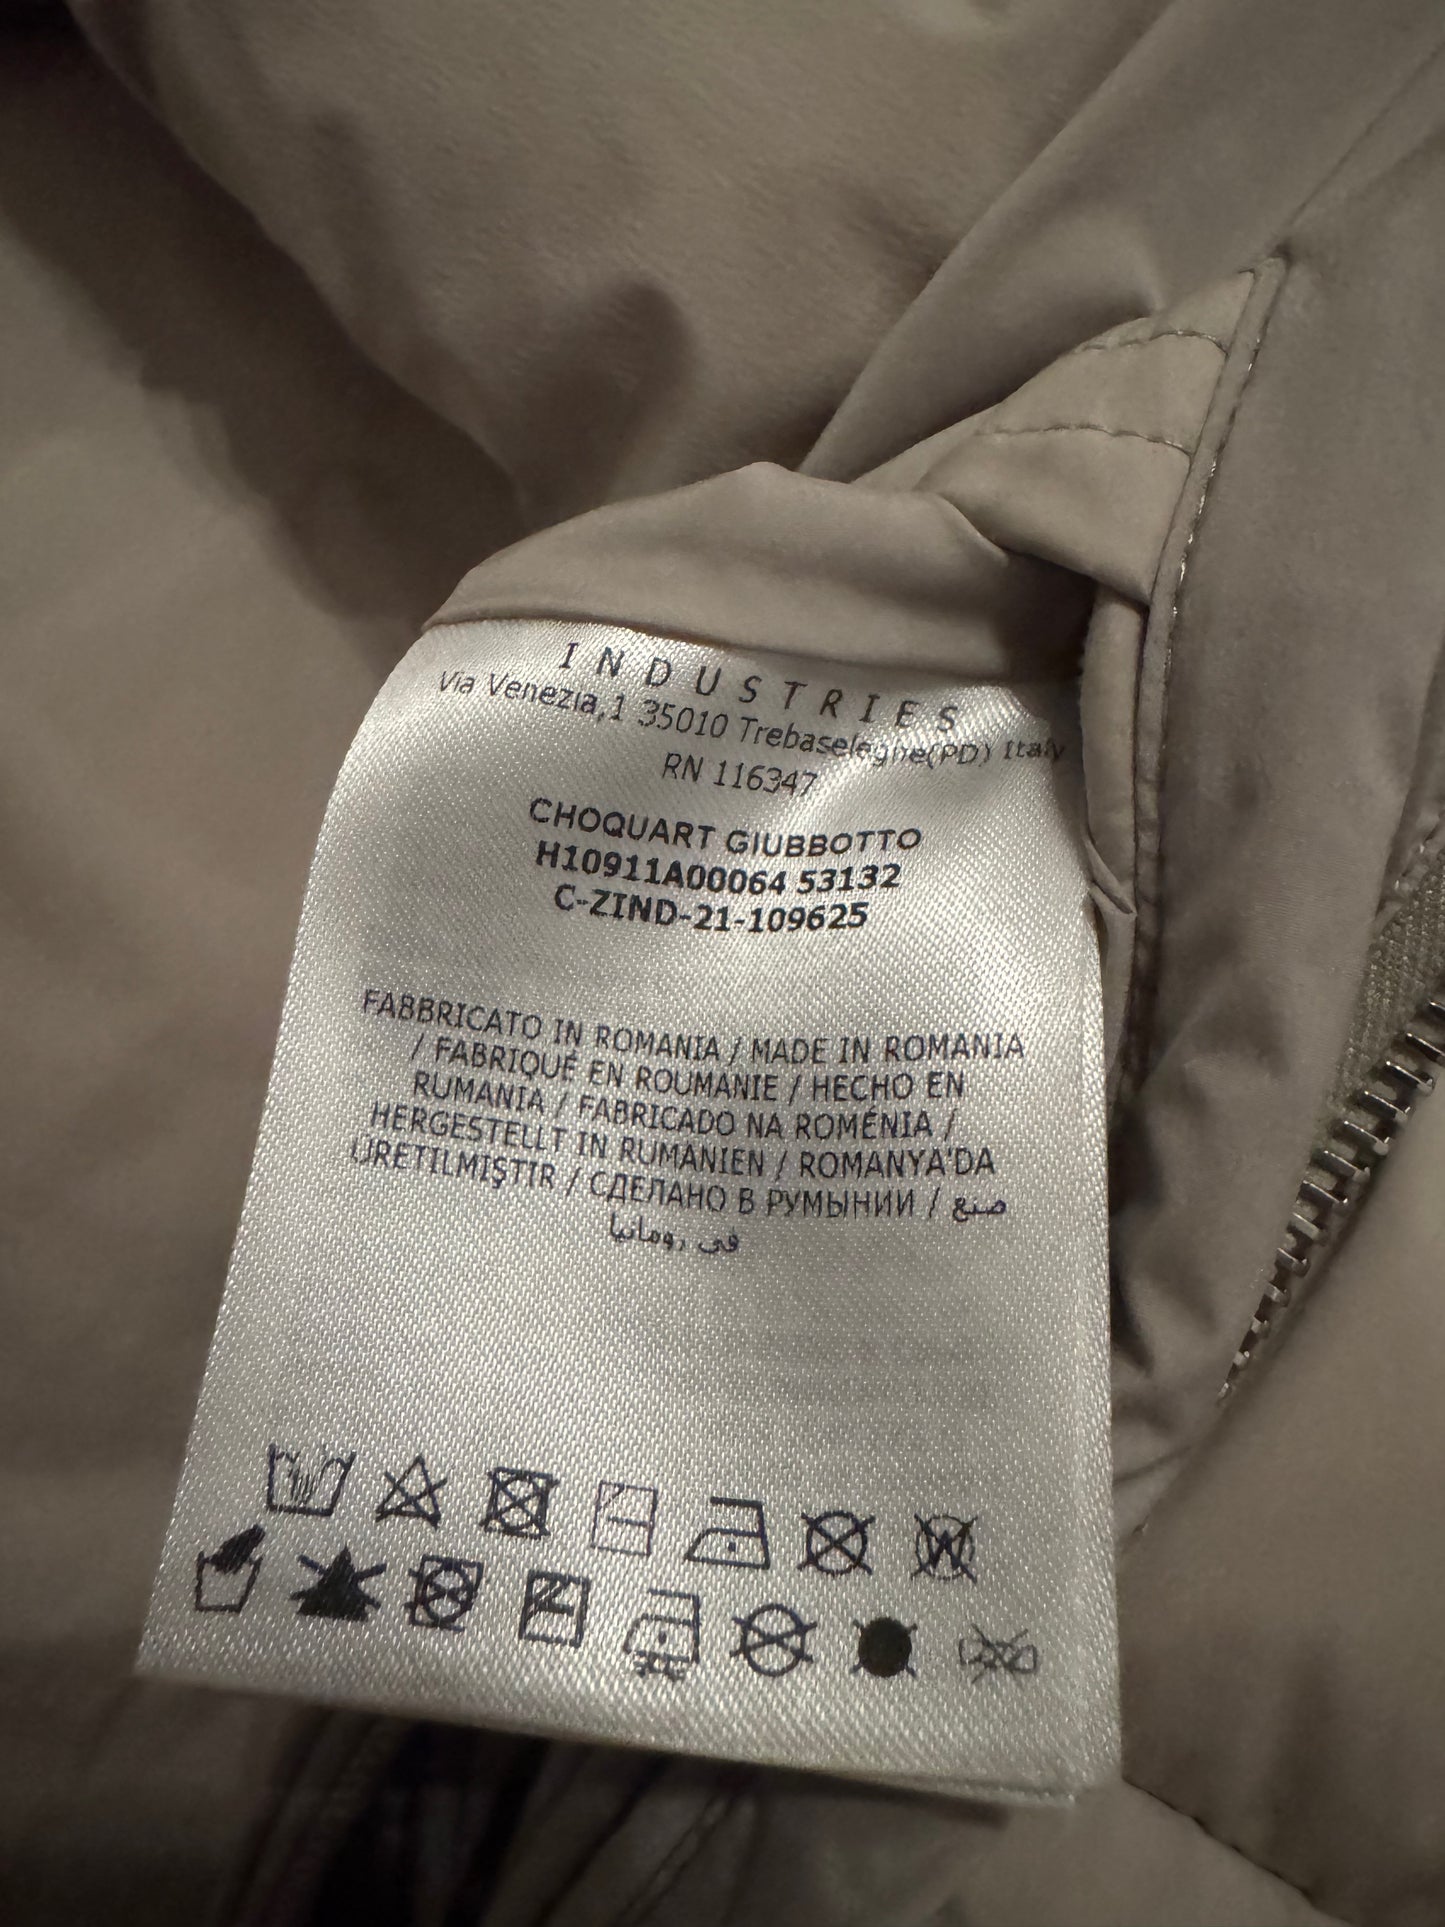 INDUSTRIES
Via Venezia,1 35010 Trebaseleghe(PD) Italy
RN 116347
CHOQUART GIUBBOTTO
H10911A00064 53132
C-ZIND-21-109625
FABBRICATO IN ROMANIA / MADE IN ROMANIA
/ FABRIQUÉ EN ROUMANIE / HECHO EN
RUMANIA / FABRICADO NA ROMÉNIA /
HERGESTELLT IN RUMANIEN / ROMANYA'DA
ÜRETILMIŞTIR / СДЕЛАНО В РУМЫНИИ / صنع
في رومانيا